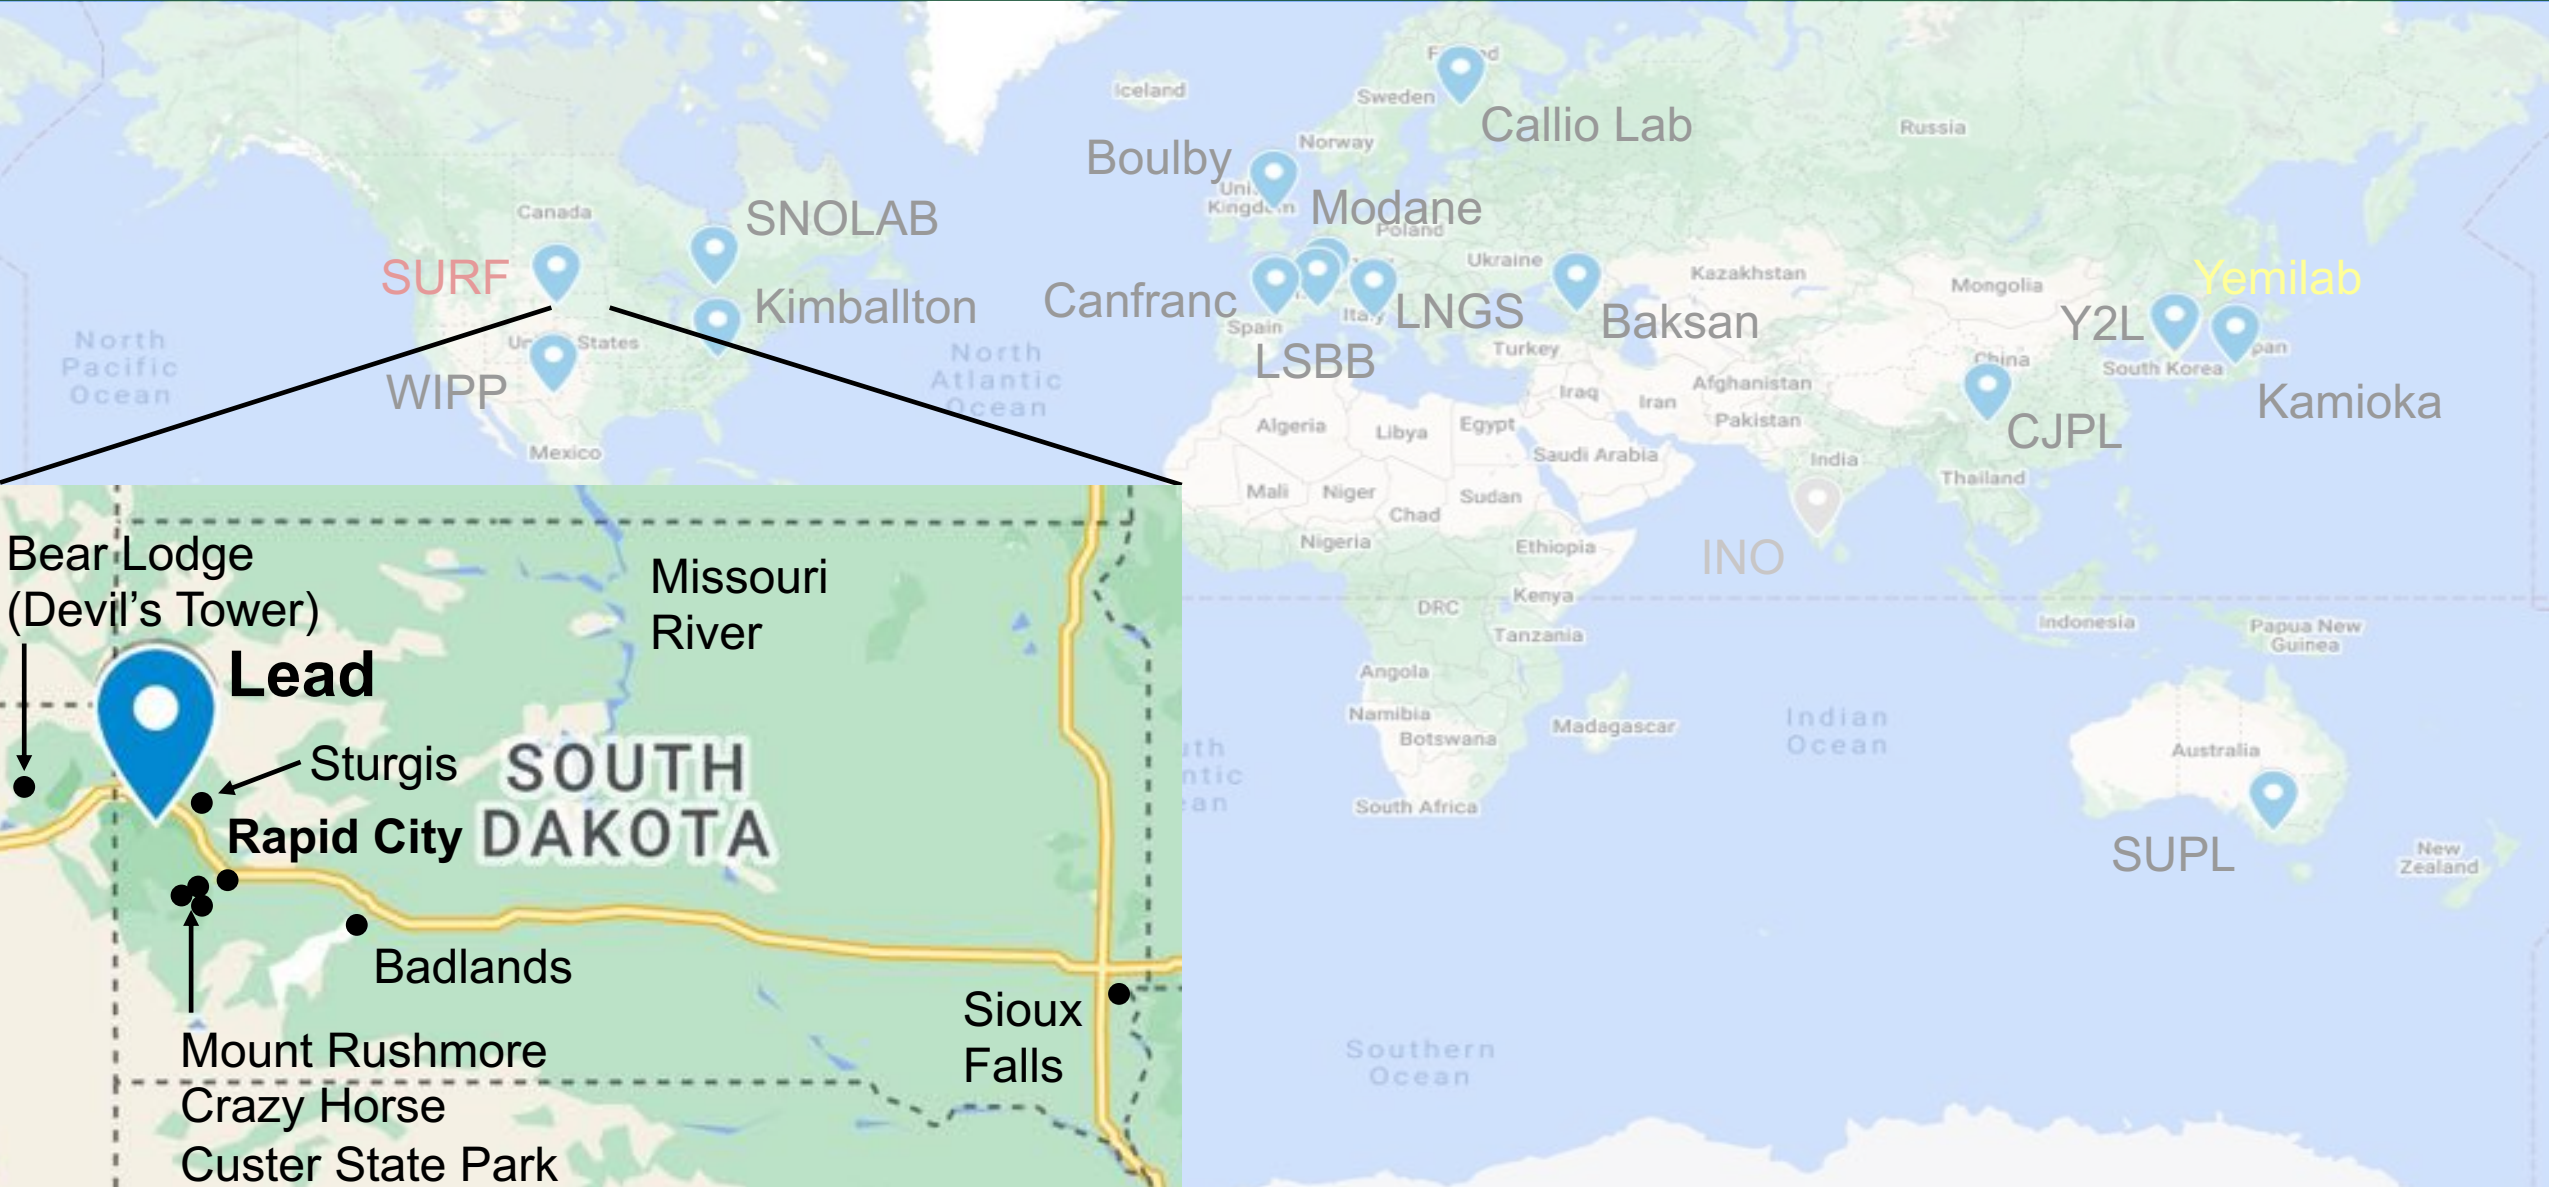 Iceland
Sweden
Callio Lab
Russia
Norway
Boulby
Kingdom
Modane
Poland
Canada
SNOLAB
SURF
Ukraine
Kazakhstan
Mongolia
Yemilab
Kimballton
Canfranc
LNGS
Baksan
Y2L
Spain
Italy
LSBB
Turkey
China
South Korea
Kamioka
North
Pacific
Ocean
States
WIPP
North
Atlantic
Ocean
Iraq
Iran
Afghanistan
Pakistan
CJPL
Mexico
Algeria
Libya
Egypt
Saudi Arabia
India
Thailand
Mali
Niger
Chad
Sudan
Nigeria
Ethiopia
INO
DRC
Kenya
Tanzania
Indonesia
Papua New
Guinea
Angola
Namibia
Botswana
Madagascar
Indian
Ocean
Australia
South Africa
SUPL
New
Zealand
Southern
Ocean
Bear Lodge
(Devil's Tower)
Missouri
River
Lead
Sturgis
SOUTH
DAKOTA
Rapid City
Badlands
Sioux
Falls
Mount Rushmore
Crazy Horse
Custer State Park